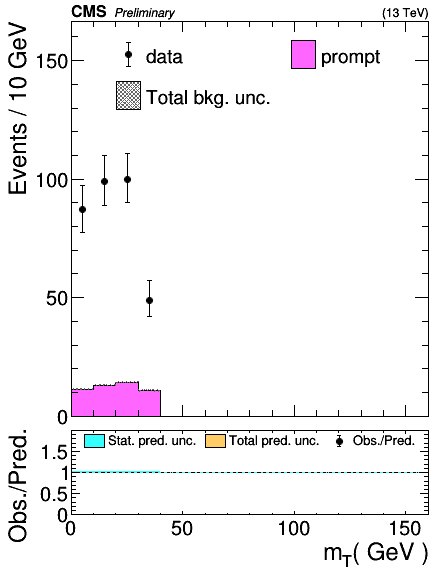 CMS Preliminary (13 TeV)
Events / 10 GeV
150
100
50
0
data
prompt
Total bkg. unc.
Obs./Pred.
1.5
1
0.5
0
Stat. pred. unc. Total pred. unc. Obs./Pred.
0 50 100 150
m_T( GeV )